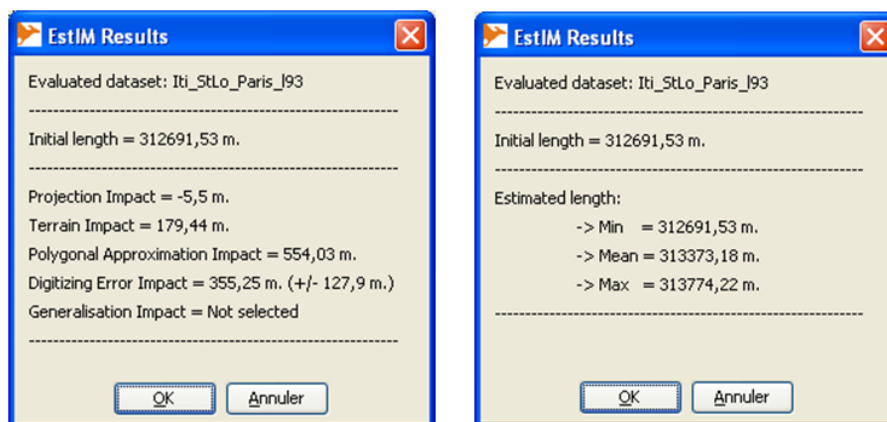 EstIM Results
Evaluated dataset: Iti_StLo_Paris_l93
Initial length = 312691,53 m.
Projection Impact = -5,5 m.
Terrain Impact = 179,44 m.
Polygonal Approximation Impact = 554,03 m.
Digitizing Error Impact = 355,25 m. (+/- 127,9 m.)
Generalisation Impact = Not selected
OK
Annuler
EstIM Results
Evaluated dataset: Iti_StLo_Paris_l93
Initial length = 312691,53 m.
Estimated length:
-> Min = 312691,53 m.
-> Mean = 313373,18 m.
-> Max = 313774,22 m.
OK
Annuler